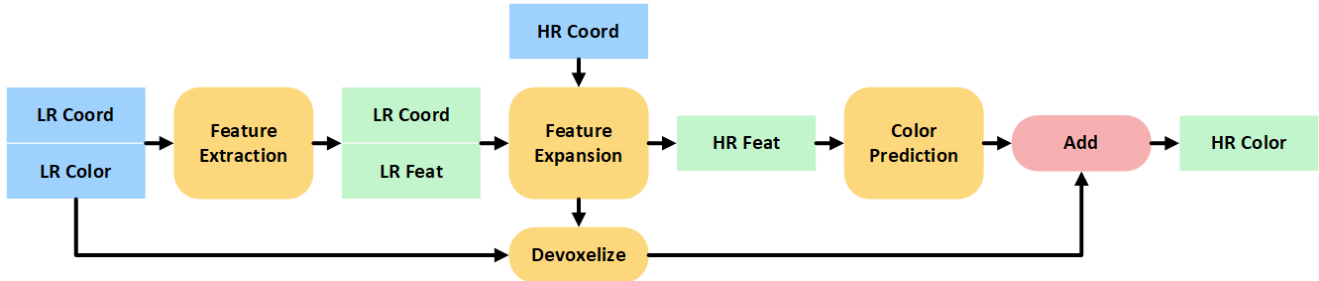 HR Coord
LR Coord
LR Color
Feature
Extraction
LR Coord
LR Feat
Feature
Expansion
HR Feat
Color
Prediction
Add
HR Color
Devoxelize